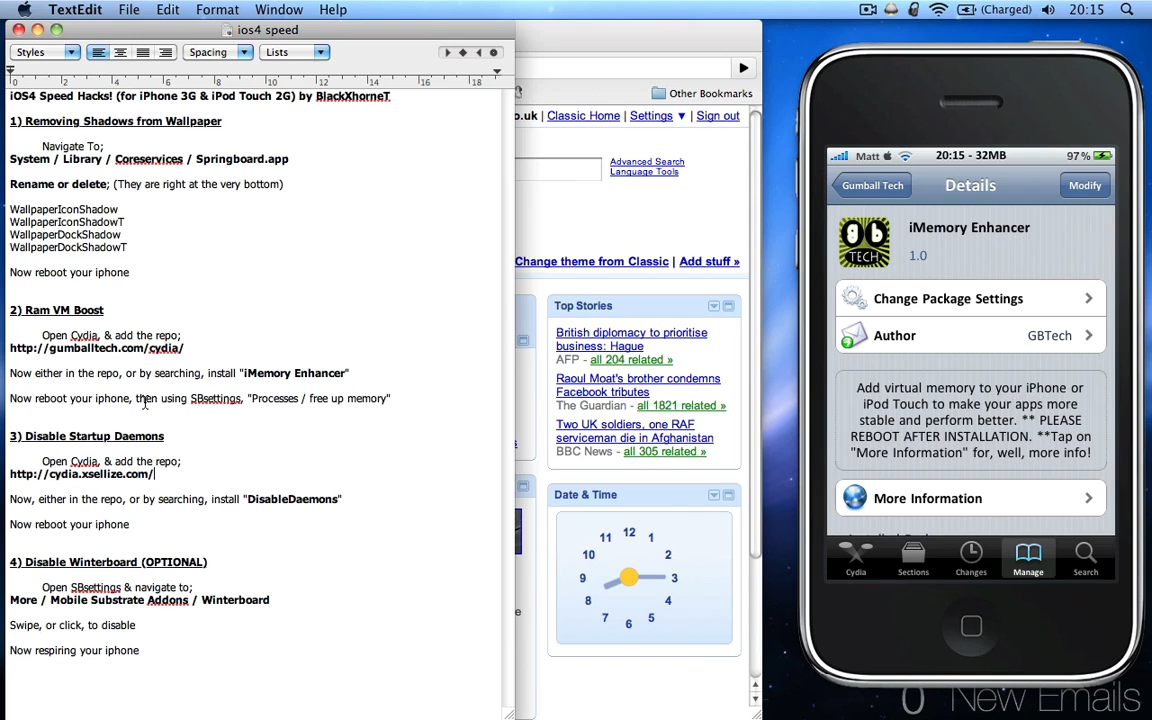 TextEdit File Edit Format Window Help
(Charged) 20:15
ios4 speed
Styles Spacing Lists
0 2 4 6 8 10 12 14 16 18
iOS4 Speed Hacks! (for iPhone 3G & iPod Touch 2G) by BlackXhorneT
1) Removing Shadows from Wallpaper
Navigate To;
System / Library / Coreservices / Springboard.app
Rename or delete; (They are right at the very bottom)
WallpaperIconShadow
WallpaperIconShadowT
WallpaperDockShadow
WallpaperDockShadowT
Now reboot your iphone
2) Ram VM Boost
Open Cydia, & add the repo;
http://gumballtech.com/cydia/
Now either in the repo, or by searching, install "iMemory Enhancer"
Now reboot your iphone, then using SBsettings, "Processes / free up memory"
3) Disable Startup Daemons
Open Cydia, & add the repo;
http://cydia.xsellize.com/
Now, either in the repo, or by searching, install "DisableDaemons"
Now reboot your iphone
4) Disable Winterboard (OPTIONAL)
Open SBsettings & navigate to;
More / Mobile Substrate Addons / Winterboard
Swipe, or click, to disable
Now respiring your iphone
Other Bookmarks
o.uk | Classic Home | Settings ▼ | Sign out
Advanced Search
Language Tools
Change theme from Classic | Add stuff »
Top Stories
British diplomacy to prioritise
business: Hague
AFP - all 204 related »
Raoul Moat's brother condemns
Facebook tributes
The Guardian - all 1821 related »
Two UK soldiers, one RAF
serviceman die in Afghanistan
BBC News - all 305 related »
Date & Time
12
11 1
10 2
9 3
8 4
7 5
6
Matt 20:15 - 32MB 97%
Gumball Tech Details Modify
gb
TECH
iMemory Enhancer
1.0
Change Package Settings
Author GBTech
Add virtual memory to your iPhone or
iPod Touch to make your apps more
stable and perform better. ** PLEASE
REBOOT AFTER INSTALLATION. **Tap on
"More Information" for, well, more info!
More Information
Cydia Sections Changes Manage Search
0 New Emails